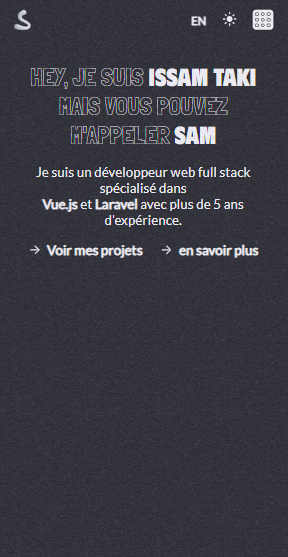 S
EN
HEY, JE SUIS ISSAM TAKI
MAIS VOUS POUVEZ
M'APPELER SAM
Je suis un développeur web full stack
spécialisé dans
Vue.js et Laravel avec plus de 5 ans
d'expérience.
→ Voir mes projets → en savoir plus